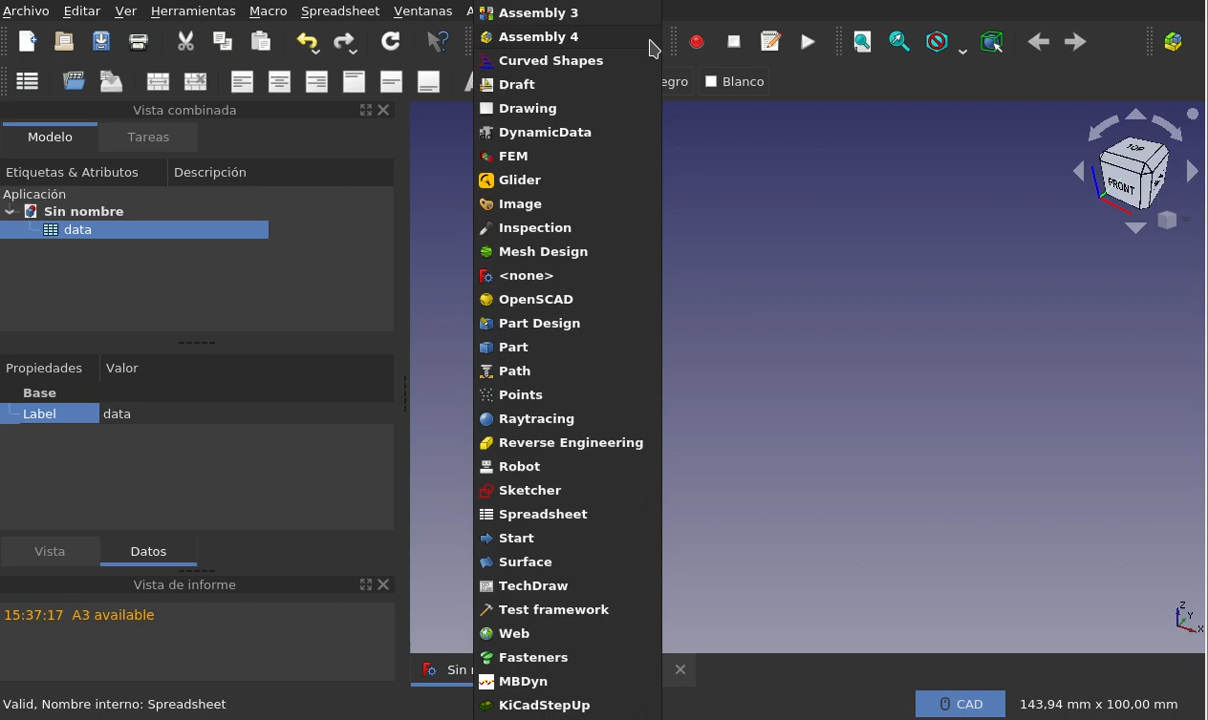 Archivo Editar Ver Herramientas Macro Spreadsheet Ventanas A
Assembly 3
Assembly 4
Curved Shapes
Draft
Drawing
DynamicData
FEM
Glider
Image
Inspection
Mesh Design
<none>
OpenSCAD
Part Design
Part
Path
Points
Raytracing
Reverse Engineering
Robot
Sketcher
Spreadsheet
Start
Surface
TechDraw
Test framework
Web
Fasteners
MBDyn
KiCadStepUp
egro Blanco
Vista combinada
Modelo Tareas
Etiquetas & Atributos Descripción
Aplicación
Sin nombre
data
Propiedades Valor
Base
Label data
Vista Datos
Vista de informe
15:37:17 A3 available
TOP
FRONT
Z
Y
X
Sin n
Valid, Nombre interno: Spreadsheet
CAD 143,94 mm x 100,00 mm